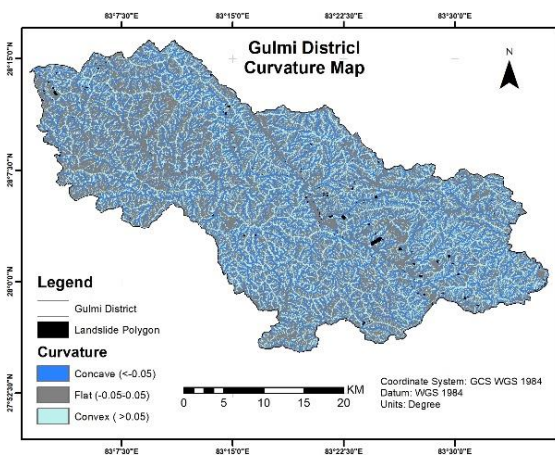 83°7'30"E 83°15'0"E 83°22'30"E 83°30'0"E
Gulmi District
Curvature Map
N
28°15'0"N
28°7'30"N
28°0'0"N
27°52'30"N
Legend
Gulmi District
Landslide Polygon
Curvature
Concave (<-0.05)
Flat (-0.05-0.05)
Convex ( >0.05)
KM
0 5 10 15 20
Coordinate System: GCS WGS 1984
Datum: WGS 1984
Units: Degree
83°7'30"E 83°15'0"E 83°22'30"E 83°30'0"E